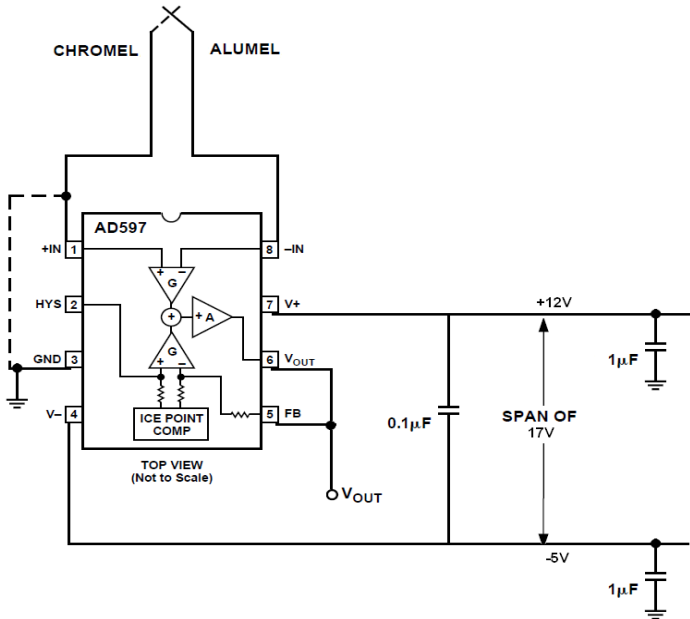 CHROMEL
ALUMEL
AD597
+IN 1
8 –IN
+ –
G
HYS 2
7 V+
+
+ A
+12V
GND 3
G
6 VOUT
1µF
+ –
V– 4
ICE POINT
COMP
5 FB
0.1µF
SPAN OF
17V
TOP VIEW
(Not to Scale)
VOUT
-5V
1µF